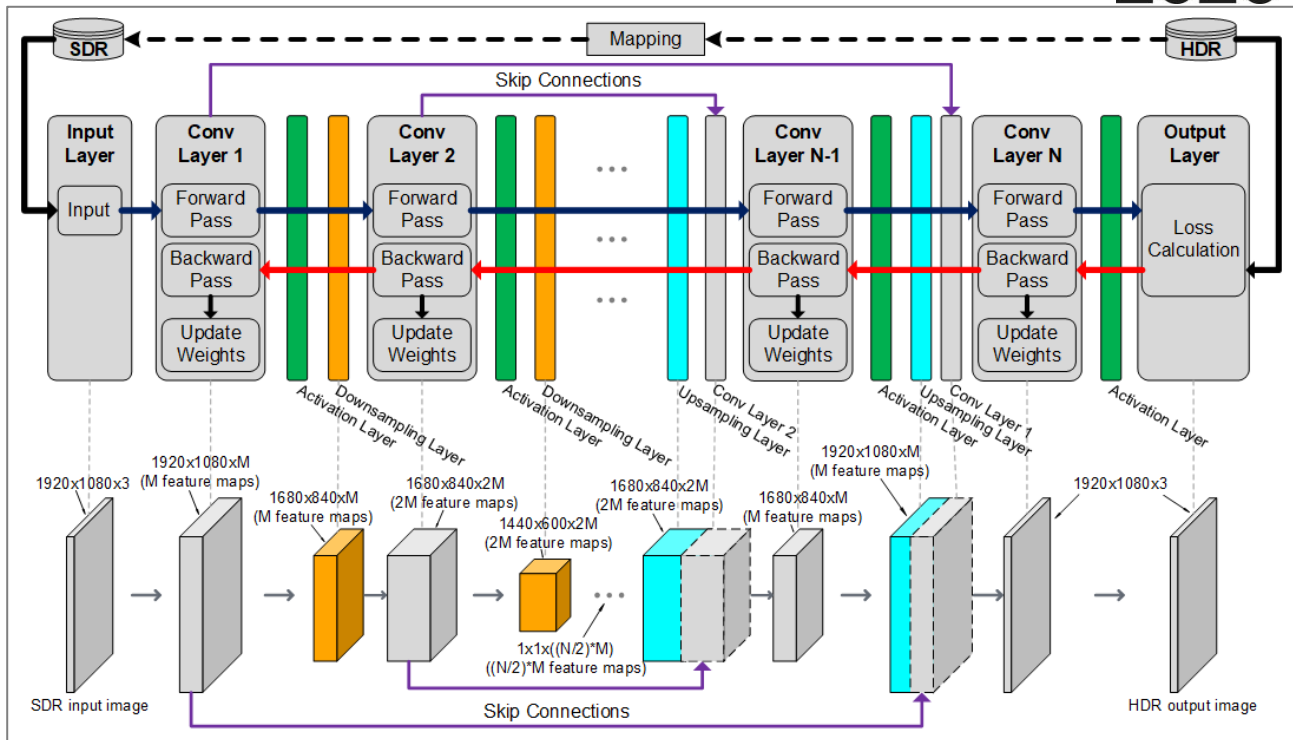 SDR
Mapping
HDR
Skip Connections
Input
Layer
Conv
Layer 1
Conv
Layer 2
Conv
Layer N-1
Conv
Layer N
Output
Layer
Input
Forward
Pass
Forward
Pass
Forward
Pass
Forward
Pass
Loss
Calculation
Backward
Pass
Backward
Pass
Backward
Pass
Backward
Pass
Update
Weights
Update
Weights
Update
Weights
Update
Weights
Downsampling Layer
Activation Layer
Downsampling Layer
Activation Layer
Conv Layer 2
Upsampling Layer
Conv Layer 1
Upsampling Layer
Activation Layer
Activation Layer
1920x1080x3
1920x1080xM
(M feature maps)
1680x840xM
(M feature maps)
1680x840x2M
(2M feature maps)
1440x600x2M
(2M feature maps)
1x1x((N/2)*M)
((N/2)*M feature maps)
1680x840x2M
(2M feature maps)
1680x840xM
(M feature maps)
1920x1080xM
(M feature maps)
1920x1080x3
SDR input image
Skip Connections
HDR output image